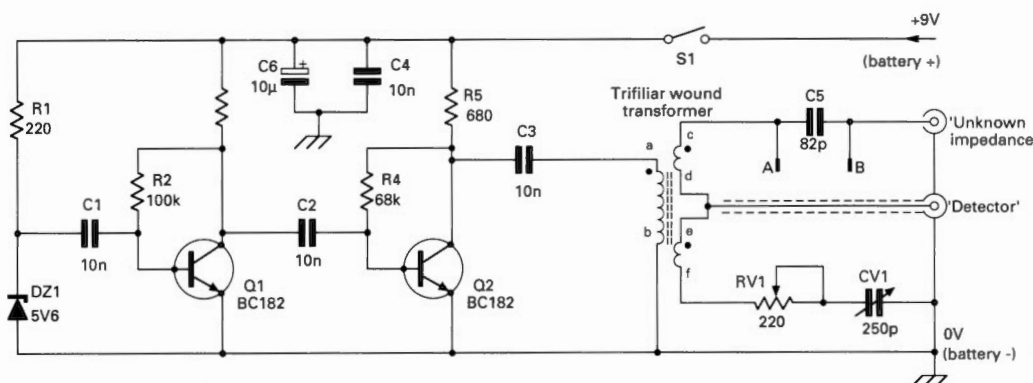 +9V
S1
(battery +)
C6
+
10µ
C4
10n
R5
680
R1
220
Trifiliar wound
transformer
C5
82p
A
B
'Unknown
impedance'
C3
10n
a
b
c
d
e
f
R2
100k
R4
68k
C1
10n
C2
10n
'Detector'
Q1
BC182
Q2
BC182
DZ1
5V6
RV1
220
CV1
250p
0V
(battery -)